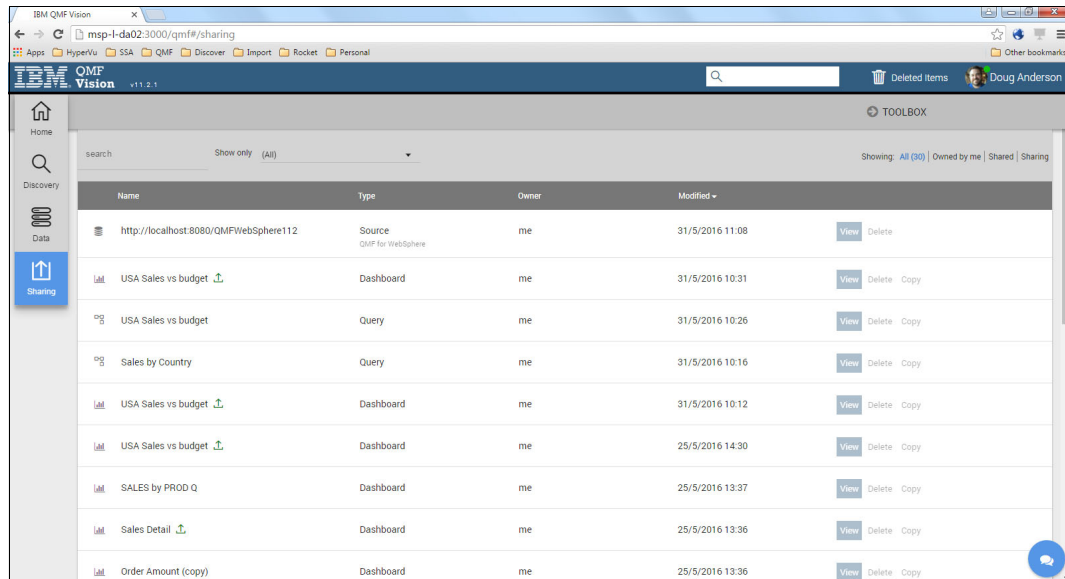 IBM QMF Vision
msp-l-da02:3000/qmf#/sharing
Apps HyperVu SSA QMF Discover Import Rocket Personal Other bookmarks
IBM QMF Vision v11.2.1 Deleted Items Doug Anderson
TOOLBOX
Home
search Show only (All) Showing: All (30) | Owned by me | Shared | Sharing
Discovery
Name Type Owner Modified
Data
http://localhost:8080/QMFWebSphere112 Source me 31/5/2016 11:08 View Delete
QMF for WebSphere
Sharing
USA Sales vs budget Dashboard me 31/5/2016 10:31 View Delete Copy
USA Sales vs budget Query me 31/5/2016 10:26 View Delete Copy
Sales by Country Query me 31/5/2016 10:16 View Delete Copy
USA Sales vs budget Dashboard me 31/5/2016 10:12 View Delete Copy
USA Sales vs budget Dashboard me 25/5/2016 14:30 View Delete Copy
SALES by PROD Q Dashboard me 25/5/2016 13:37 View Delete Copy
Sales Detail Dashboard me 25/5/2016 13:36 View Delete Copy
Order Amount (copy) Dashboard me 25/5/2016 13:36 View Delete Copy